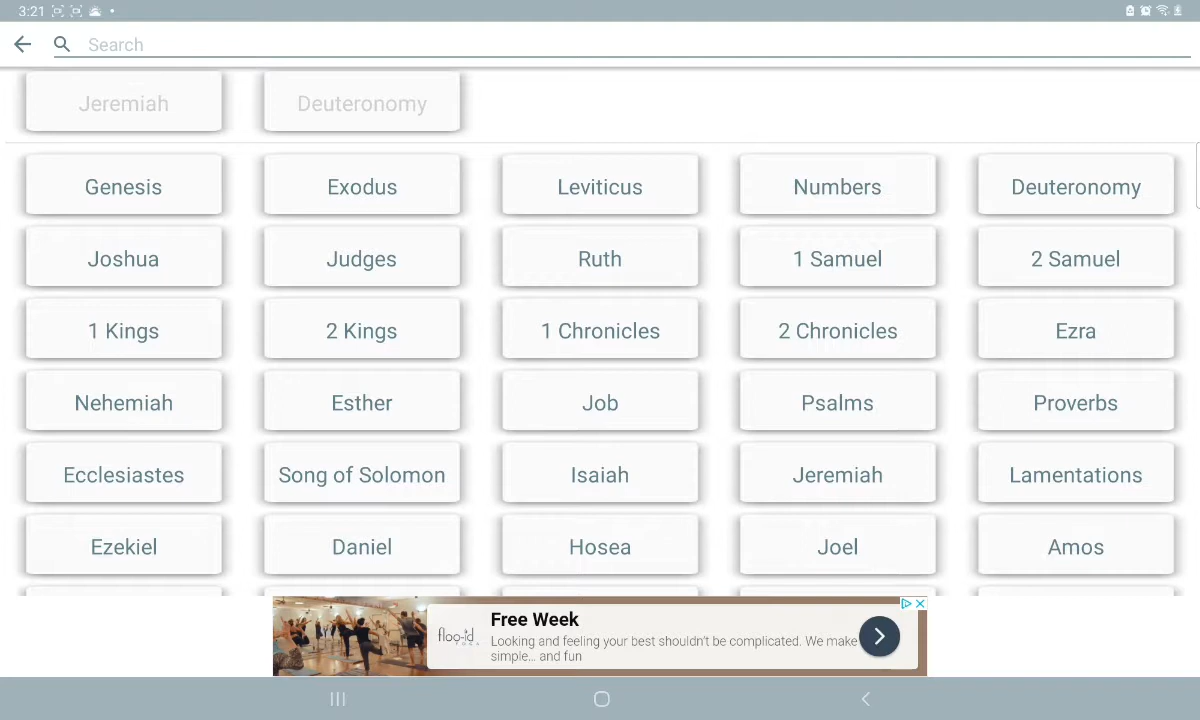 3:21
Search
Jeremiah
Deuteronomy
Genesis
Exodus
Leviticus
Numbers
Deuteronomy
Joshua
Judges
Ruth
1 Samuel
2 Samuel
1 Kings
2 Kings
1 Chronicles
2 Chronicles
Ezra
Nehemiah
Esther
Job
Psalms
Proverbs
Ecclesiastes
Song of Solomon
Isaiah
Jeremiah
Lamentations
Ezekiel
Daniel
Hosea
Joel
Amos
Free Week
Looking and feeling your best shouldn't be complicated. We make
simple... and fun